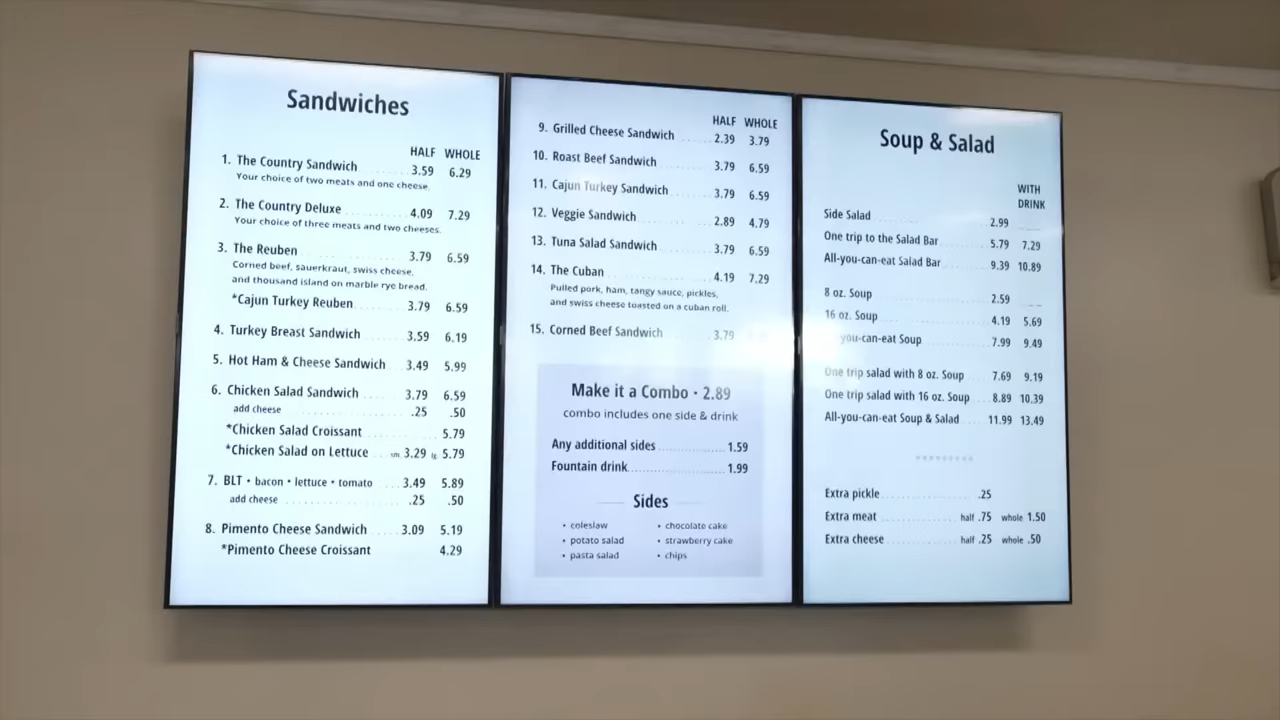 Sandwiches
HALF WHOLE
1. The Country Sandwich 3.59 6.29
Your choice of two meats and one cheese.
2. The Country Deluxe 4.09 7.29
Your choice of three meats and two cheeses.
3. The Reuben 3.79 6.59
Corned beef, sauerkraut, swiss cheese,
and thousand island on marble rye bread.
*Cajun Turkey Reuben 3.79 6.59
4. Turkey Breast Sandwich 3.59 6.19
5. Hot Ham & Cheese Sandwich 3.49 5.99
6. Chicken Salad Sandwich 3.79 6.59
add cheese .25 .50
*Chicken Salad Croissant 5.79
*Chicken Salad on Lettuce sm 3.29 lg 5.79
7. BLT • bacon • lettuce • tomato 3.49 5.89
add cheese .25 .50
8. Pimento Cheese Sandwich 3.09 5.19
*Pimento Cheese Croissant 4.29
HALF WHOLE
9. Grilled Cheese Sandwich 2.39 3.79
10. Roast Beef Sandwich 3.79 6.59
11. Cajun Turkey Sandwich 3.79 6.59
12. Veggie Sandwich 2.89 4.79
13. Tuna Salad Sandwich 3.79 6.59
14. The Cuban 4.19 7.29
Pulled pork, ham, tangy sauce, pickles,
and swiss cheese toasted on a cuban roll.
15. Corned Beef Sandwich 3.79
Make it a Combo • 2.89
combo includes one side & drink
Any additional sides 1.59
Fountain drink 1.99
Sides
• coleslaw
• potato salad
• pasta salad
• chocolate cake
• strawberry cake
• chips
Soup & Salad
WITH
DRINK
Side Salad 2.99
One trip to the Salad Bar 5.79 7.29
All-you-can-eat Salad Bar 9.39 10.89
8 oz. Soup 2.59
16 oz. Soup 4.19 5.69
you-can-eat Soup 7.99 9.49
One trip salad with 8 oz. Soup 7.69 9.19
One trip salad with 16 oz. Soup 8.89 10.39
All-you-can-eat Soup & Salad 11.99 13.49
Extra pickle .25
Extra meat half .75 whole 1.50
Extra cheese half .25 whole .50